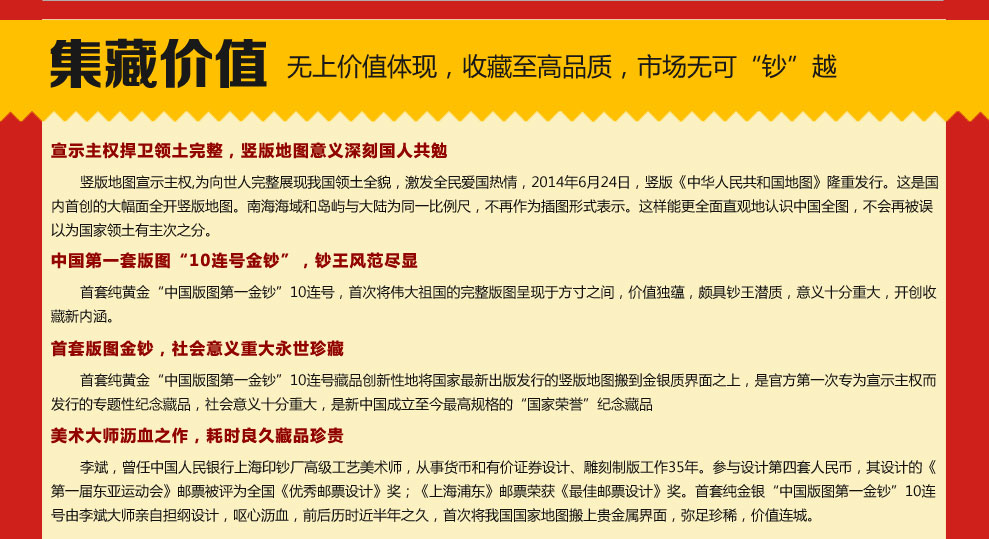 集藏价值 无上价值体现，收藏至高品质，市场无可“钞”越
宣示主权捍卫领土完整，竖版地图意义深刻国人共勉
竖版地图宣示主权,为向世人完整展现我国领土全貌，激发全民爱国热情，2014年6月24日，竖版《中华人民共和国地图》隆重发行。这是国
内首创的大幅面全开竖版地图。南海海域和岛屿与大陆为同一比例尺，不再作为插图形式表示。这样能更全面直观地认识中国全图，不会再被误
以为国家领土有主次之分。
中国第一套版图“10连号金钞”，钞王风范尽显
首套纯黄金“中国版图第一金钞”10连号，首次将伟大祖国的完整版图呈现于方寸之间，价值独蕴，颇具钞王潜质，意义十分重大，开创收
藏新内涵。
首套版图金钞，社会意义重大永世珍藏
首套纯黄金“中国版图第一金钞”10连号藏品创新性地将国家最新出版发行的竖版地图搬到金银质界面之上，是官方第一次专为宣示主权而
发行的专题性纪念藏品，社会意义十分重大，是新中国成立至今最高规格的“国家荣誉”纪念藏品
美术大师沥血之作，耗时良久藏品珍贵
李斌，曾任中国人民银行上海印钞厂高级工艺美术师，从事货币和有价证券设计、雕刻制版工作35年。参与设计第四套人民币，其设计的《
第一届东亚运动会》邮票被评为全国《优秀邮票设计》奖；《上海浦东》邮票荣获《最佳邮票设计》奖。首套纯金银“中国版图第一金钞”10连
号由李斌大师亲自担纲设计，呕心沥血，前后历时近半年之久，首次将我国国家地图搬上贵金属界面，弥足珍稀，价值连城。